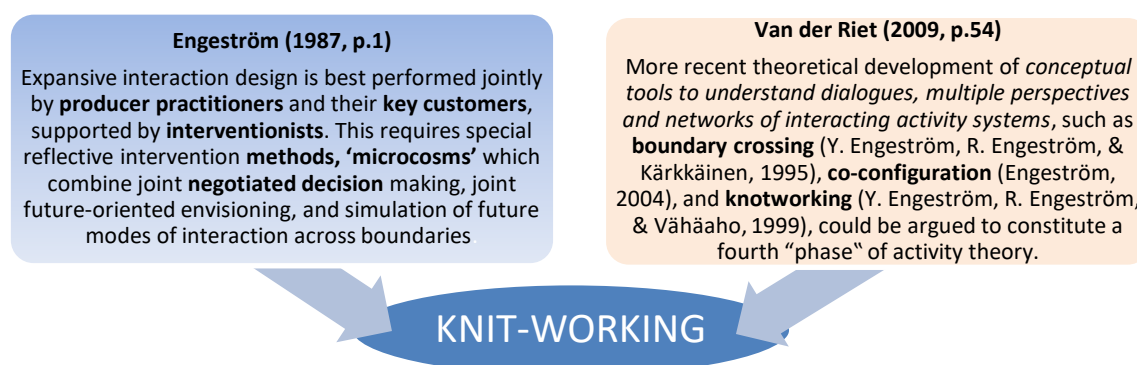 Engeström (1987, p.1)
Expansive interaction design is best performed jointly
by producer practitioners and their key customers,
supported by interventionists. This requires special
reflective intervention methods, ‘microcosms’ which
combine joint negotiated decision making, joint
future-oriented envisioning, and simulation of future
modes of interaction across boundaries
Van der Riet (2009, p.54)
More recent theoretical development of conceptual
tools to understand dialogues, multiple perspectives
and networks of interacting activity systems, such as
boundary crossing (Y. Engeström, R. Engeström, &
Kärkkäinen, 1995), co-configuration (Engeström,
2004), and knotworking (Y. Engeström, R. Engeström,
& Vähäaho, 1999), could be argued to constitute a
fourth “phase‟ of activity theory.
KNIT-WORKING